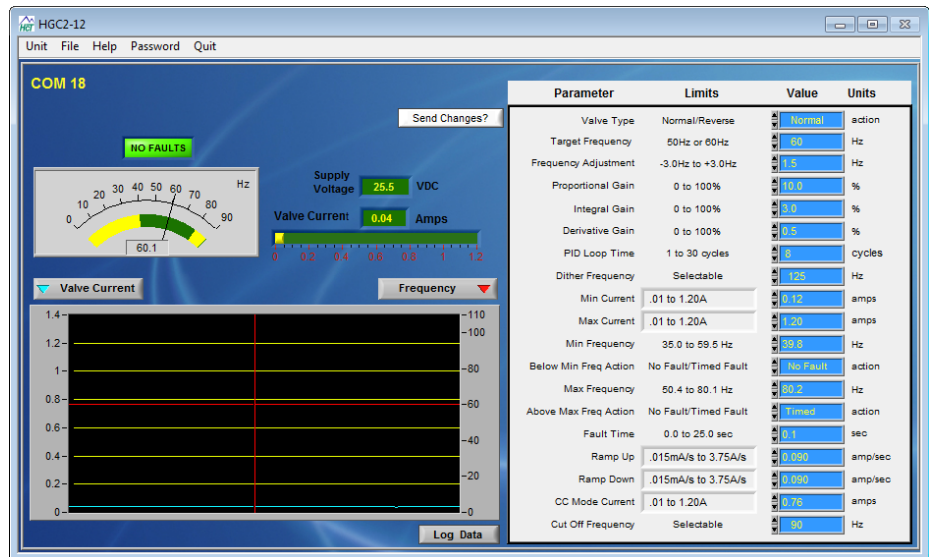 HGC2-12
Unit File Help Password Quit
COM 18
Send Changes?
NO FAULTS
Hz
0 10 20 30 40 50 60 70 80 90
60.1
Supply
Voltage 25.5 VDC
Valve Current 0.04 Amps
0 0.2 0.4 0.6 0.8 1 1.2
Valve Current
Frequency
1.4
1.2
1
0.8
0.6
0.4
0.2
0
110
100
80
60
40
20
0
Log Data
Parameter Limits Value Units
Valve Type Normal/Reverse Normal action
Target Frequency 50Hz or 60Hz 60 Hz
Frequency Adjustment -3.0Hz to +3.0Hz 1.5 Hz
Proportional Gain 0 to 100% 10.0 %
Integral Gain 0 to 100% 3.0 %
Derivative Gain 0 to 100% 0.5 %
PID Loop Time 1 to 30 cycles 8 cycles
Dither Frequency Selectable 125 Hz
Min Current .01 to 1.20A 0.12 amps
Max Current .01 to 1.20A 1.20 amps
Min Frequency 35.0 to 59.5 Hz 39.8 Hz
Below Min Freq Action No Fault/Timed Fault No Fault action
Max Frequency 50.4 to 80.1 Hz 80.2 Hz
Above Max Freq Action No Fault/Timed Fault Timed action
Fault Time 0.0 to 25.0 sec 0.1 sec
Ramp Up .015mA/s to 3.75A/s 0.090 amp/sec
Ramp Down .015mA/s to 3.75A/s 0.090 amp/sec
CC Mode Current .01 to 1.20A 0.76 amps
Cut Off Frequency Selectable 90 Hz